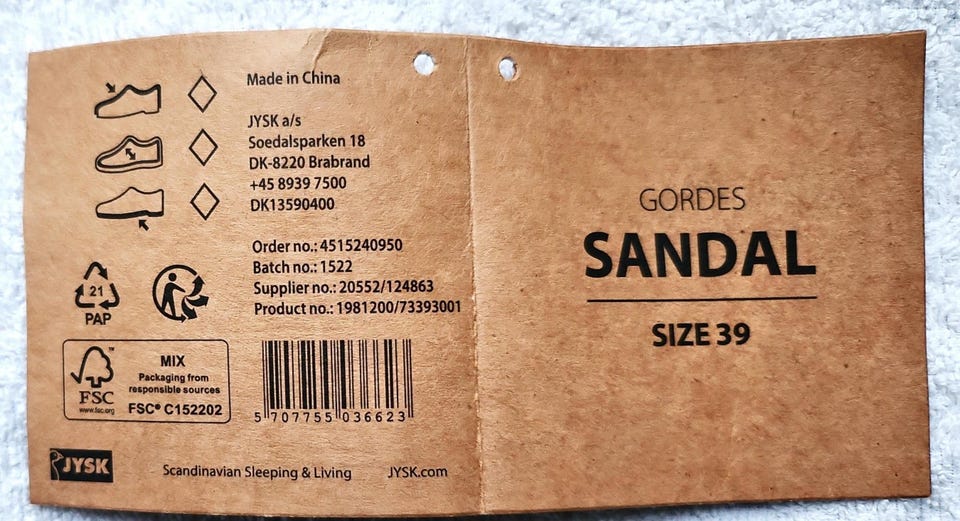 Made in China
JYSK a/s
Soedalsparken 18
DK-8220 Brabrand
+45 8939 7500
DK13590400
Order no.: 4515240950
Batch no.: 1522
Supplier no.: 20552/124863
Product no.: 1981200/73393001
21
PAP
FSC™
www.fsc.org
MIX
Packaging from
responsible sources
FSC® C152202
5 707755 036623
JYSK
Scandinavian Sleeping & Living
JYSK.com
GORDES
SANDAL
SIZE 39